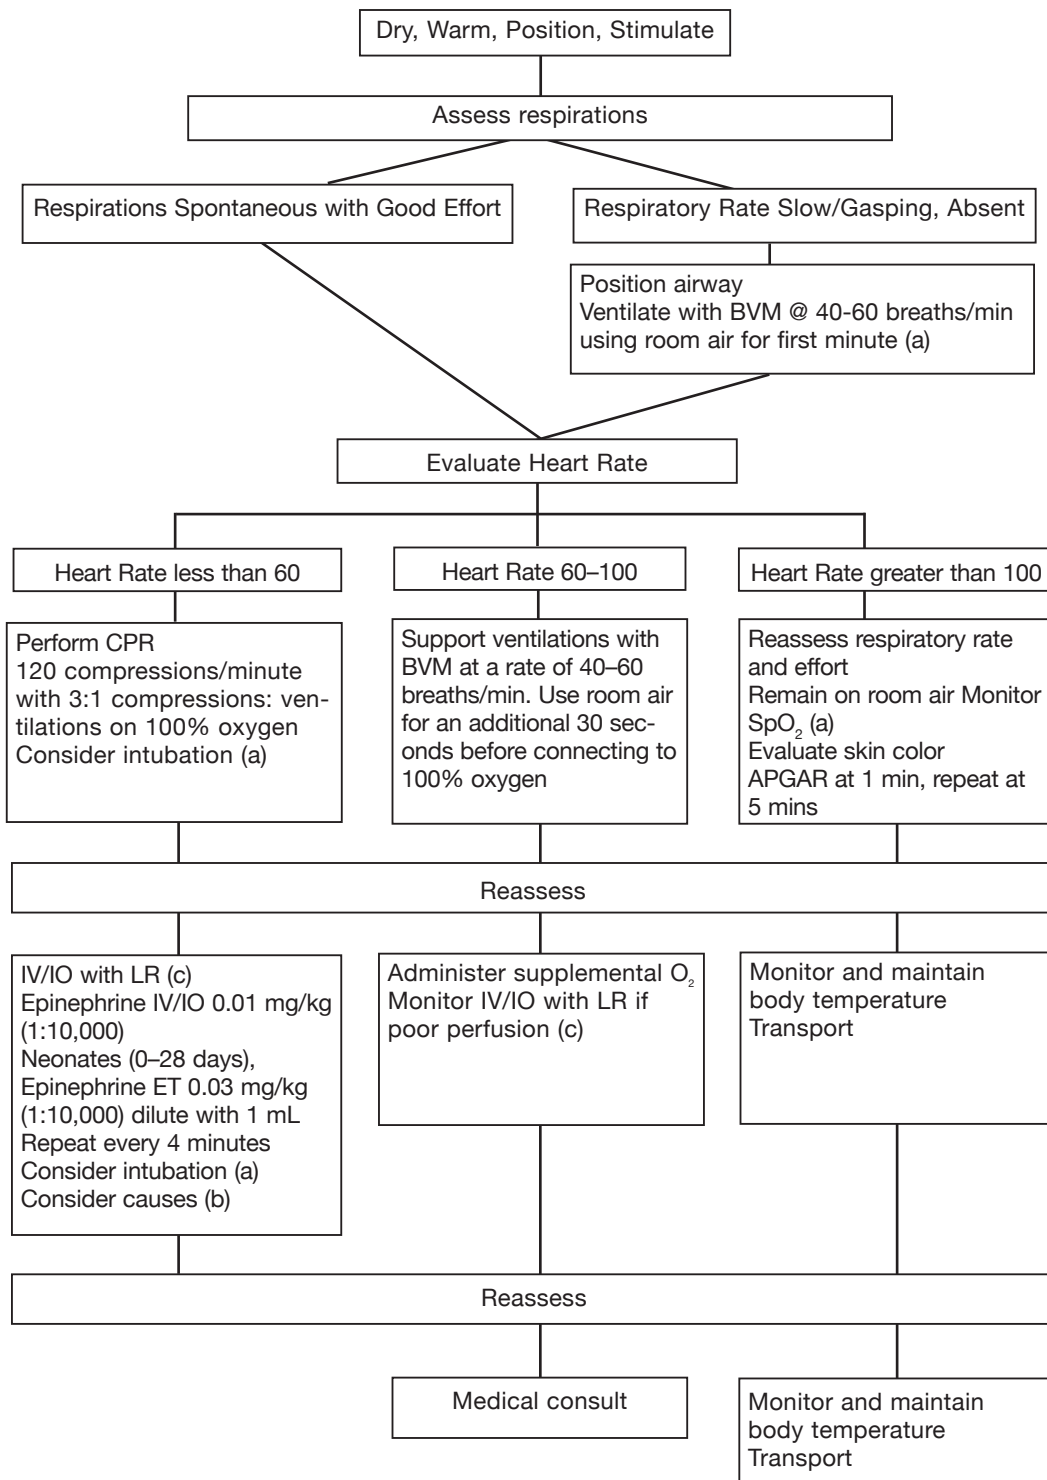 Dry, Warm, Position, Stimulate
Assess respirations
Respirations Spontaneous with Good Effort
Respiratory Rate Slow/Gasping, Absent
Position airway
Ventilate with BVM @ 40-60 breaths/min
using room air for first minute (a)
Evaluate Heart Rate
Heart Rate less than 60
Heart Rate 60–100
Heart Rate greater than 100
Perform CPR
120 compressions/minute
with 3:1 compressions: ven-
tilations on 100% oxygen
Consider intubation (a)
Support ventilations with
BVM at a rate of 40–60
breaths/min. Use room air
for an additional 30 sec-
onds before connecting to
100% oxygen
Reassess respiratory rate
and effort
Remain on room air Monitor
SpO₂ (a)
Evaluate skin color
APGAR at 1 min, repeat at
5 mins
Reassess
IV/IO with LR (c)
Epinephrine IV/IO 0.01 mg/kg
(1:10,000)
Neonates (0–28 days),
Epinephrine ET 0.03 mg/kg
(1:10,000) dilute with 1 mL
Repeat every 4 minutes
Consider intubation (a)
Consider causes (b)
Administer supplemental O₂
Monitor IV/IO with LR if
poor perfusion (c)
Monitor and maintain
body temperature
Transport
Reassess
Medical consult
Monitor and maintain
body temperature
Transport